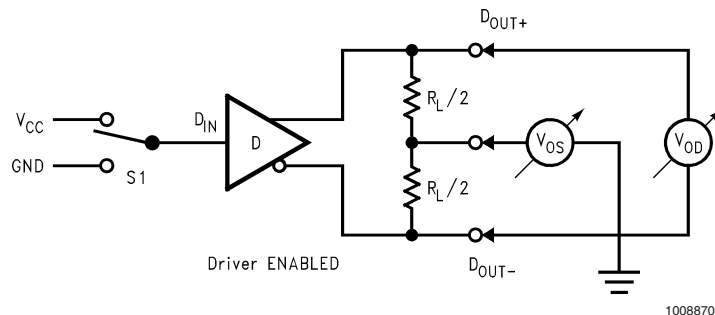 DOUT+
VCC
DIN
RL/2
D
VOS
VOD
GND
S1
RL/2
Driver ENABLED
DOUT−
1008870